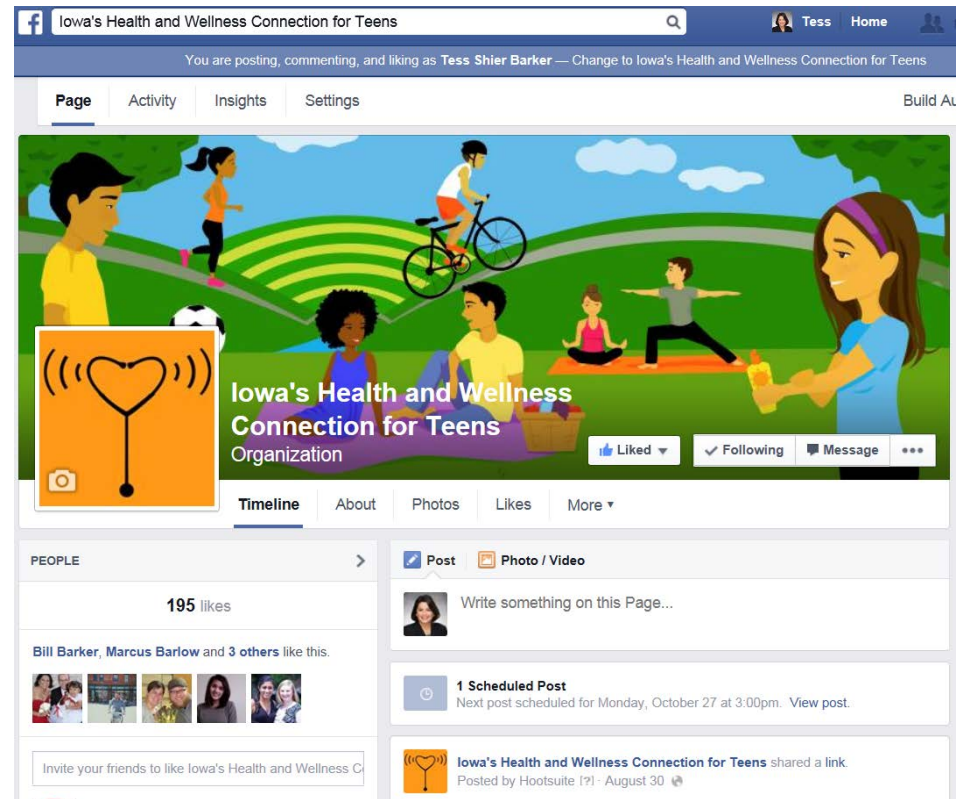 f
Iowa's Health and Wellness Connection for Teens
Tess
Home
You are posting, commenting, and liking as Tess Shier Barker — Change to Iowa's Health and Wellness Connection for Teens
Page
Activity
Insights
Settings
Build Au
Iowa's Health and Wellness
Connection for Teens
Organization
Liked
Following
Message
Timeline
About
Photos
Likes
More
PEOPLE
195 likes
Bill Barker, Marcus Barlow and 3 others like this.
Invite your friends to like Iowa's Health and Wellness C
Post
Photo / Video
Write something on this Page...
1 Scheduled Post
Next post scheduled for Monday, October 27 at 3:00pm. View post.
Iowa's Health and Wellness Connection for Teens shared a link.
Posted by Hootsuite [?] · August 30